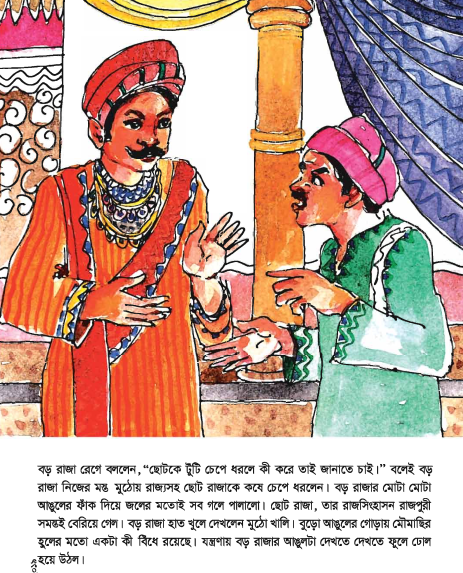 বড় রাজা রেগে বললেন, “ছোটকে টুঁটি চেপে ধরলে কী করে তাই জানাতে চাই।” বলেই বড়
রাজা নিজের মস্ত মুঠোয় রাজ্যসহ ছোট রাজাকে কষে চেপে ধরলেন। বড় রাজার মোটা মোটা
আঙুলের ফাঁক দিয়ে জলের মতোই সব গলে পালালো। ছোট রাজা, তার রাজসিংহাসন রাজপুরী
সমস্তই বেরিয়ে গেল। বড় রাজা হাত খুলে দেখলেন মুঠো খালি। বুড়ো আঙুলের গোড়ায় মৌমাছির
হুলের মতো একটা কী বিঁধে রয়েছে। যন্ত্রণায় বড় রাজার আঙুলটা দেখতে দেখতে ফুলে ঢোল
হয়ে উঠল।